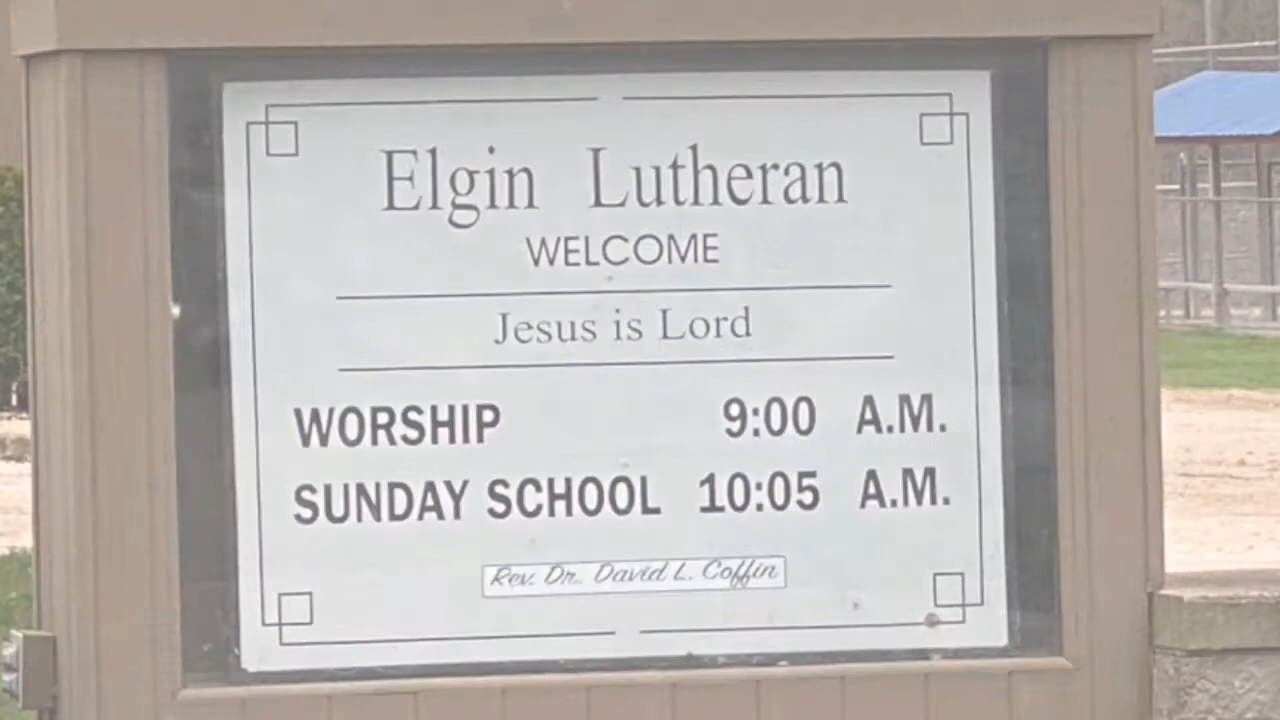 Elgin Lutheran
WELCOME
Jesus is Lord
WORSHIP 9:00 A.M.
SUNDAY SCHOOL 10:05 A.M.
Rev. Dr. David L. Coffin